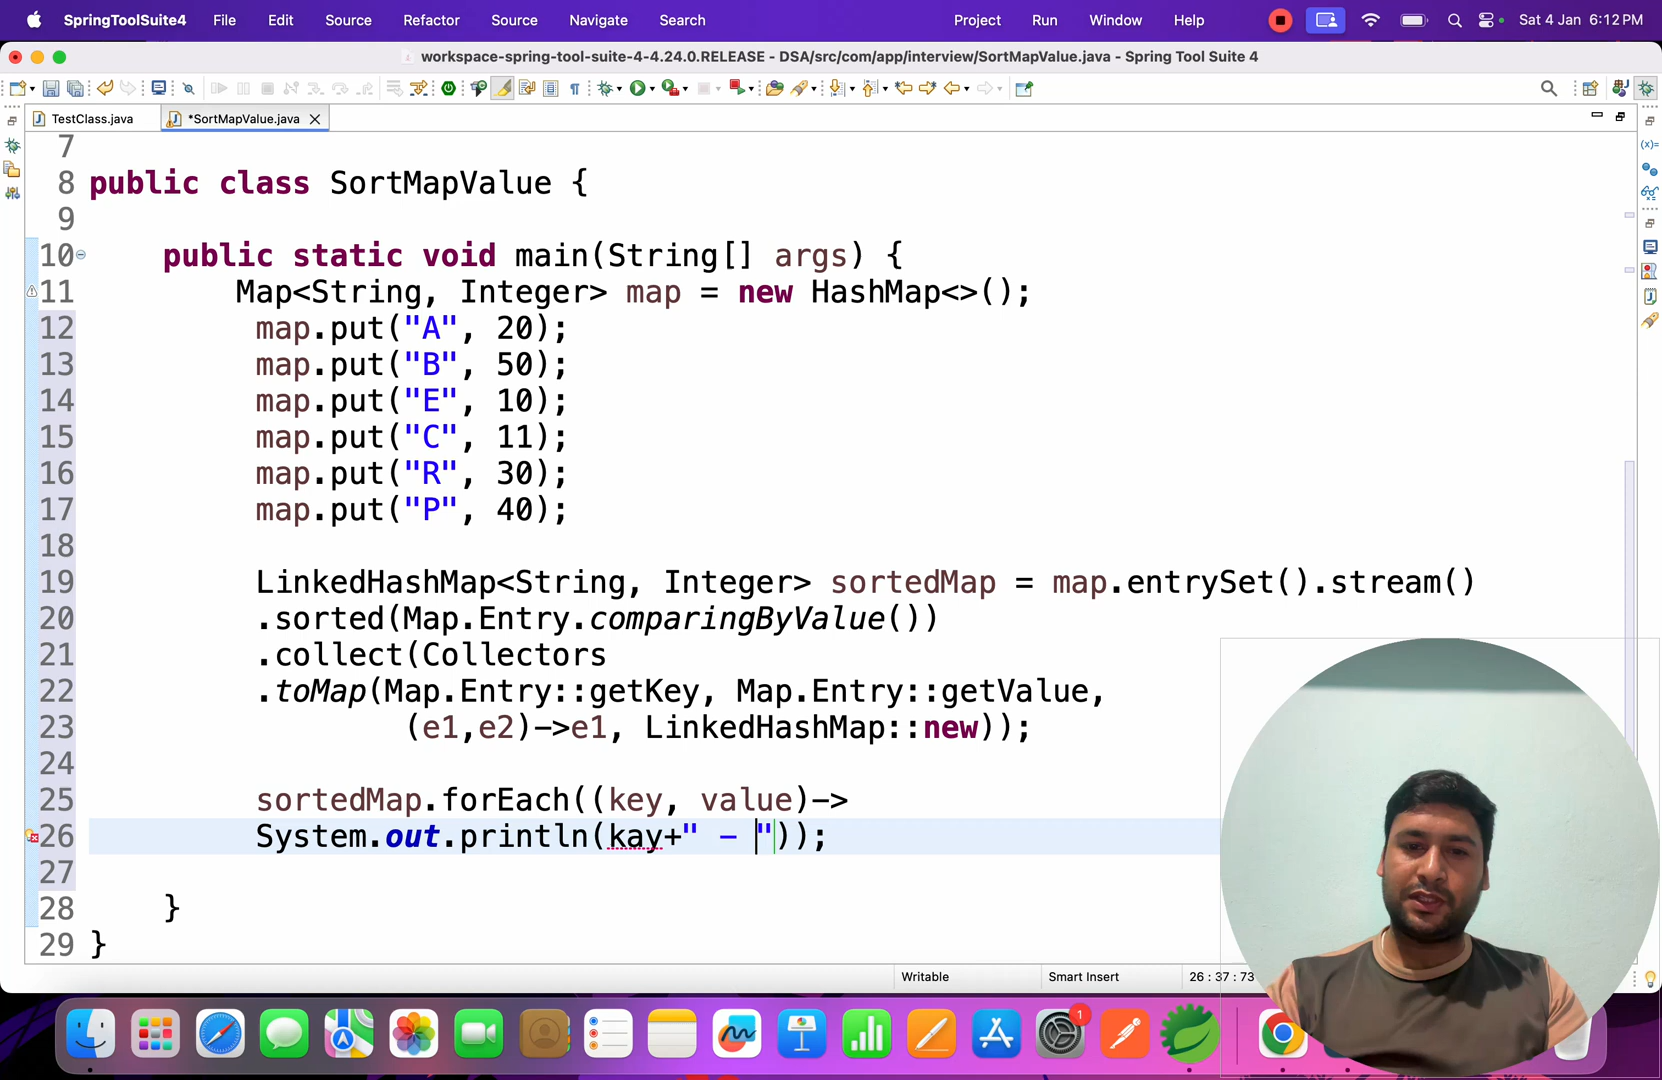 SpringToolSuite4 File Edit Source Refactor Source Navigate Search Project Run Window Help Sat 4 Jan 6:12 PM
workspace-spring-tool-suite-4-4.24.0.RELEASE - DSA/src/com/app/interview/SortMapValue.java - Spring Tool Suite 4
TestClass.java *SortMapValue.java
7
8 public class SortMapValue {
9
10 public static void main(String[] args) {
11 Map<String, Integer> map = new HashMap<>();
12 map.put("A", 20);
13 map.put("B", 50);
14 map.put("E", 10);
15 map.put("C", 11);
16 map.put("R", 30);
17 map.put("P", 40);
18
19 LinkedHashMap<String, Integer> sortedMap = map.entrySet().stream()
20 .sorted(Map.Entry.comparingByValue())
21 .collect(Collectors
22 .toMap(Map.Entry::getKey, Map.Entry::getValue,
23 (e1,e2)->e1, LinkedHashMap::new));
24
25 sortedMap.forEach((key, value)->
26 System.out.println(kay+" - "));
27
28 }
29 }
Writable Smart Insert 26 : 37 : 73
1